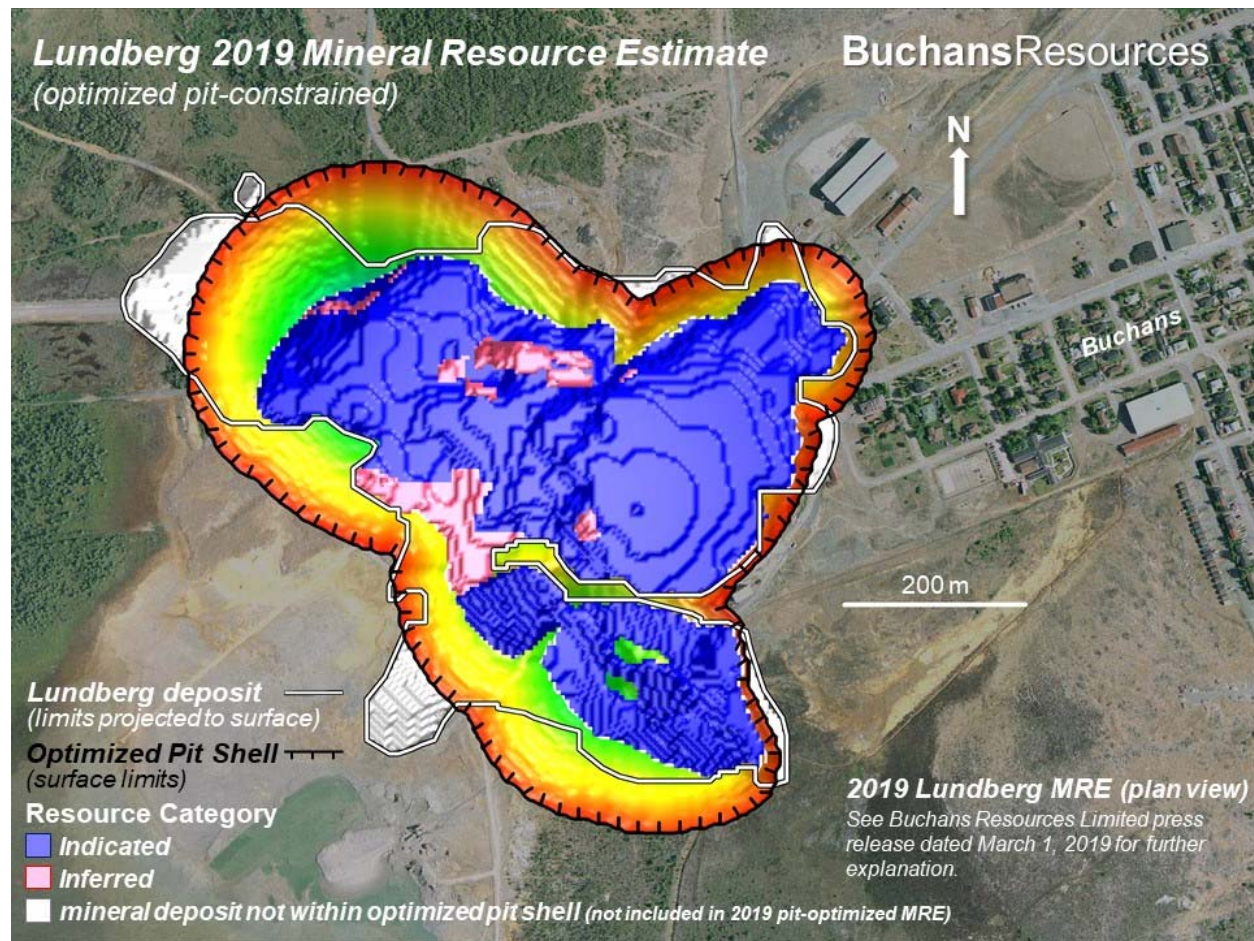 Lundberg 2019 Mineral Resource Estimate
(optimized pit-constrained)
BuchansResources
N
Buchans
200 m
Lundberg deposit
(limits projected to surface)
Optimized Pit Shell
(surface limits)
Resource Category
Indicated
Inferred
mineral deposit not within optimized pit shell (not included in 2019 pit-optimized MRE)
2019 Lundberg MRE (plan view)
See Buchans Resources Limited press
release dated March 1, 2019 for further
explanation.